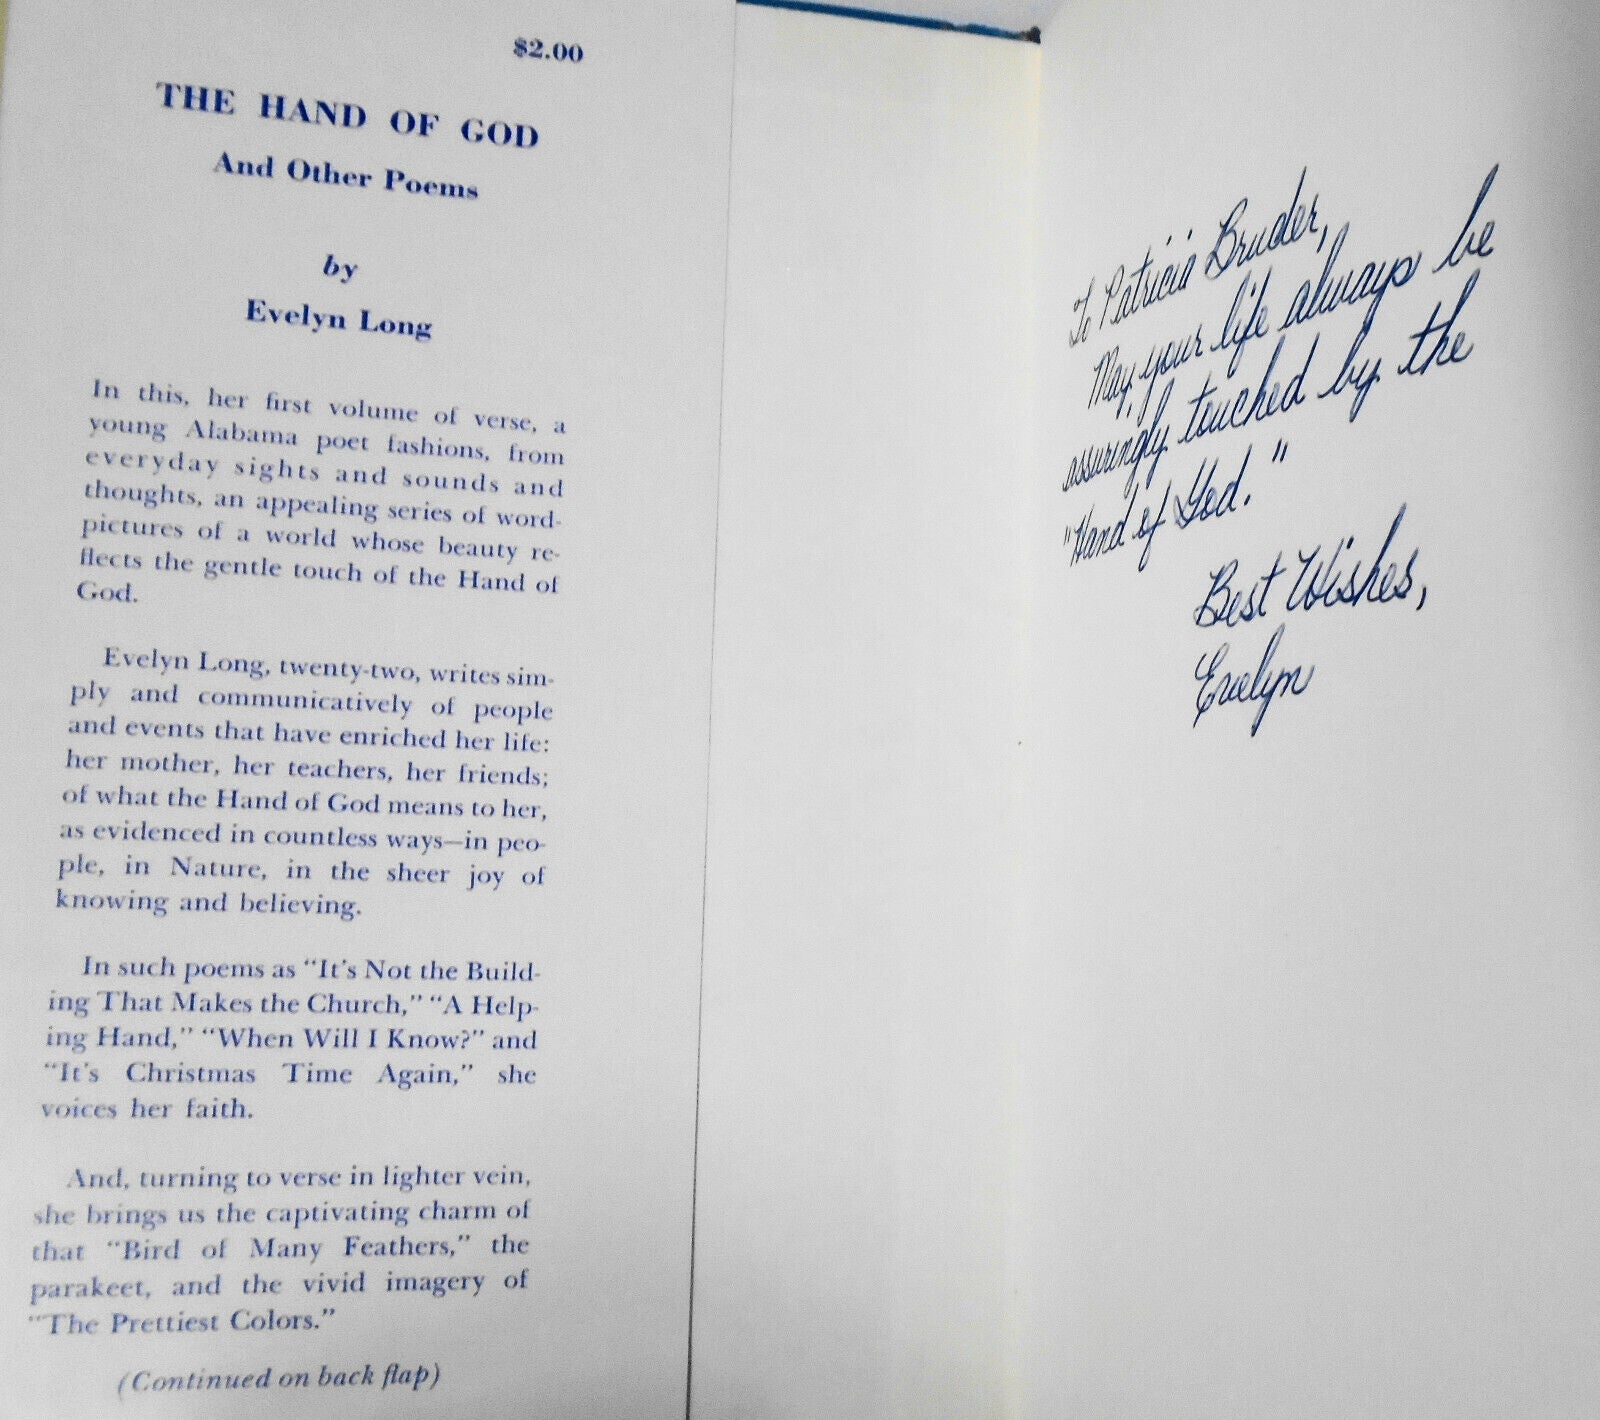 $2.00
THE HAND OF GOD
And Other Poems
by
Evelyn Long
In this, her first volume of verse, a
young Alabama poet fashions, from
everyday sights and sounds and
thoughts, an appealing series of word-
pictures of a world whose beauty re-
flects the gentle touch of the Hand of
God.
Evelyn Long, twenty-two, writes sim-
ply and communicatively of people
and events that have enriched her life:
her mother, her teachers, her friends;
of what the Hand of God means to her,
as evidenced in countless ways—in peo-
ple, in Nature, in the sheer joy of
knowing and believing.
In such poems as "It's Not the Build-
ing That Makes the Church," "A Help-
ing Hand," "When Will I Know?" and
"It's Christmas Time Again," she
voices her faith.
And, turning to verse in lighter vein,
she brings us the captivating charm of
that "Bird of Many Feathers," the
parakeet, and the vivid imagery of
"The Prettiest Colors."
(Continued on back flap)
To Patricia Bruder,
May your life always be
assuringly touched by the
"Hand of God."
Best Wishes,
Evelyn